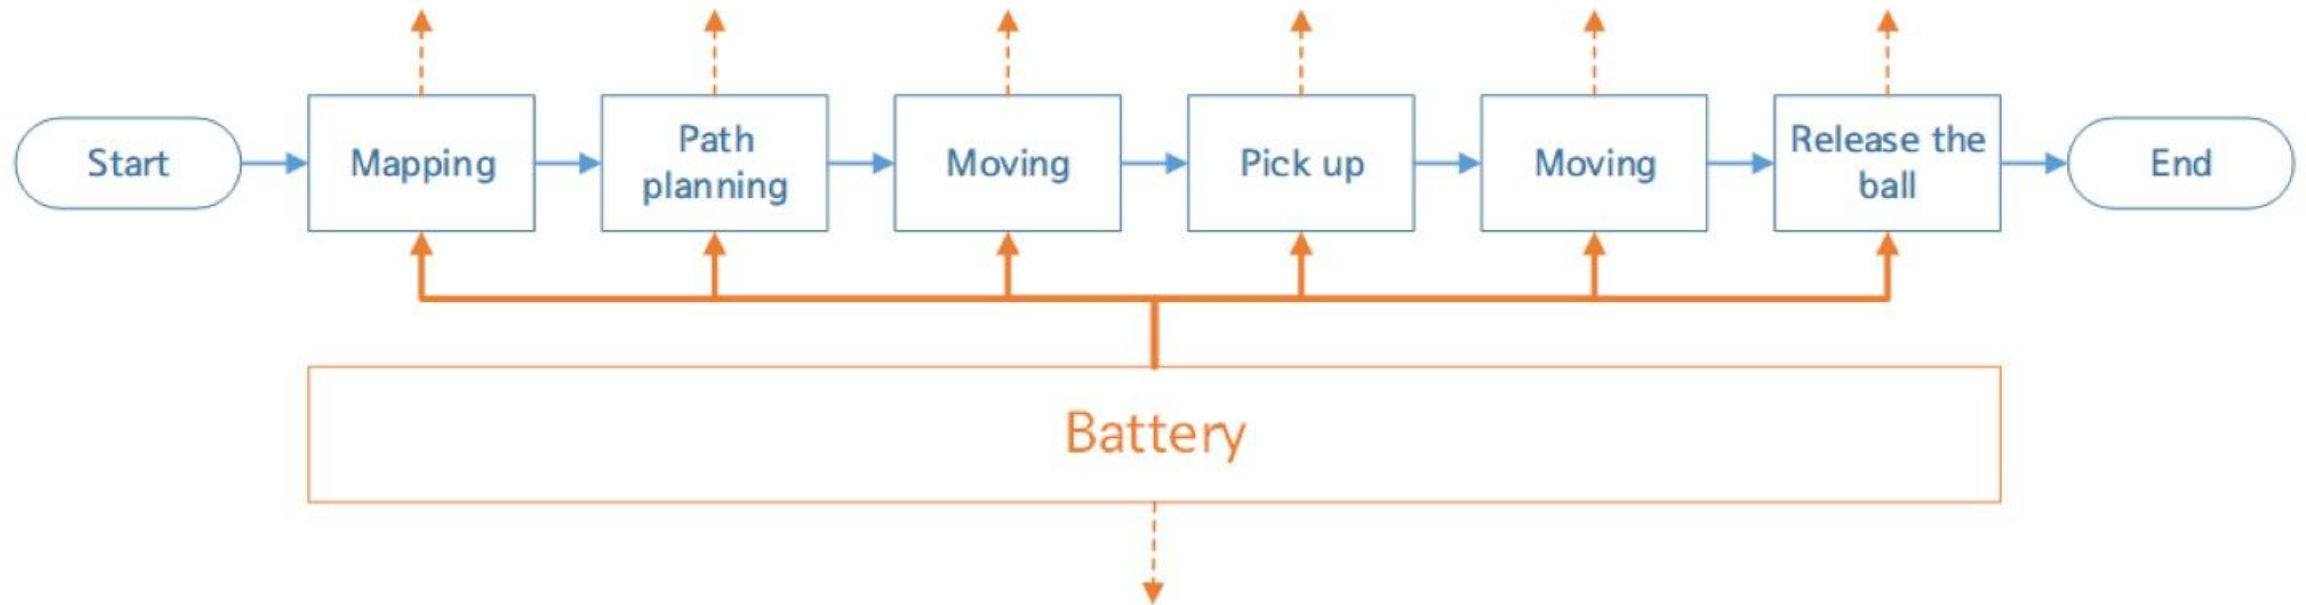 Start
Mapping
Path
planning
Moving
Pick up
Moving
Release the
ball
End
Battery